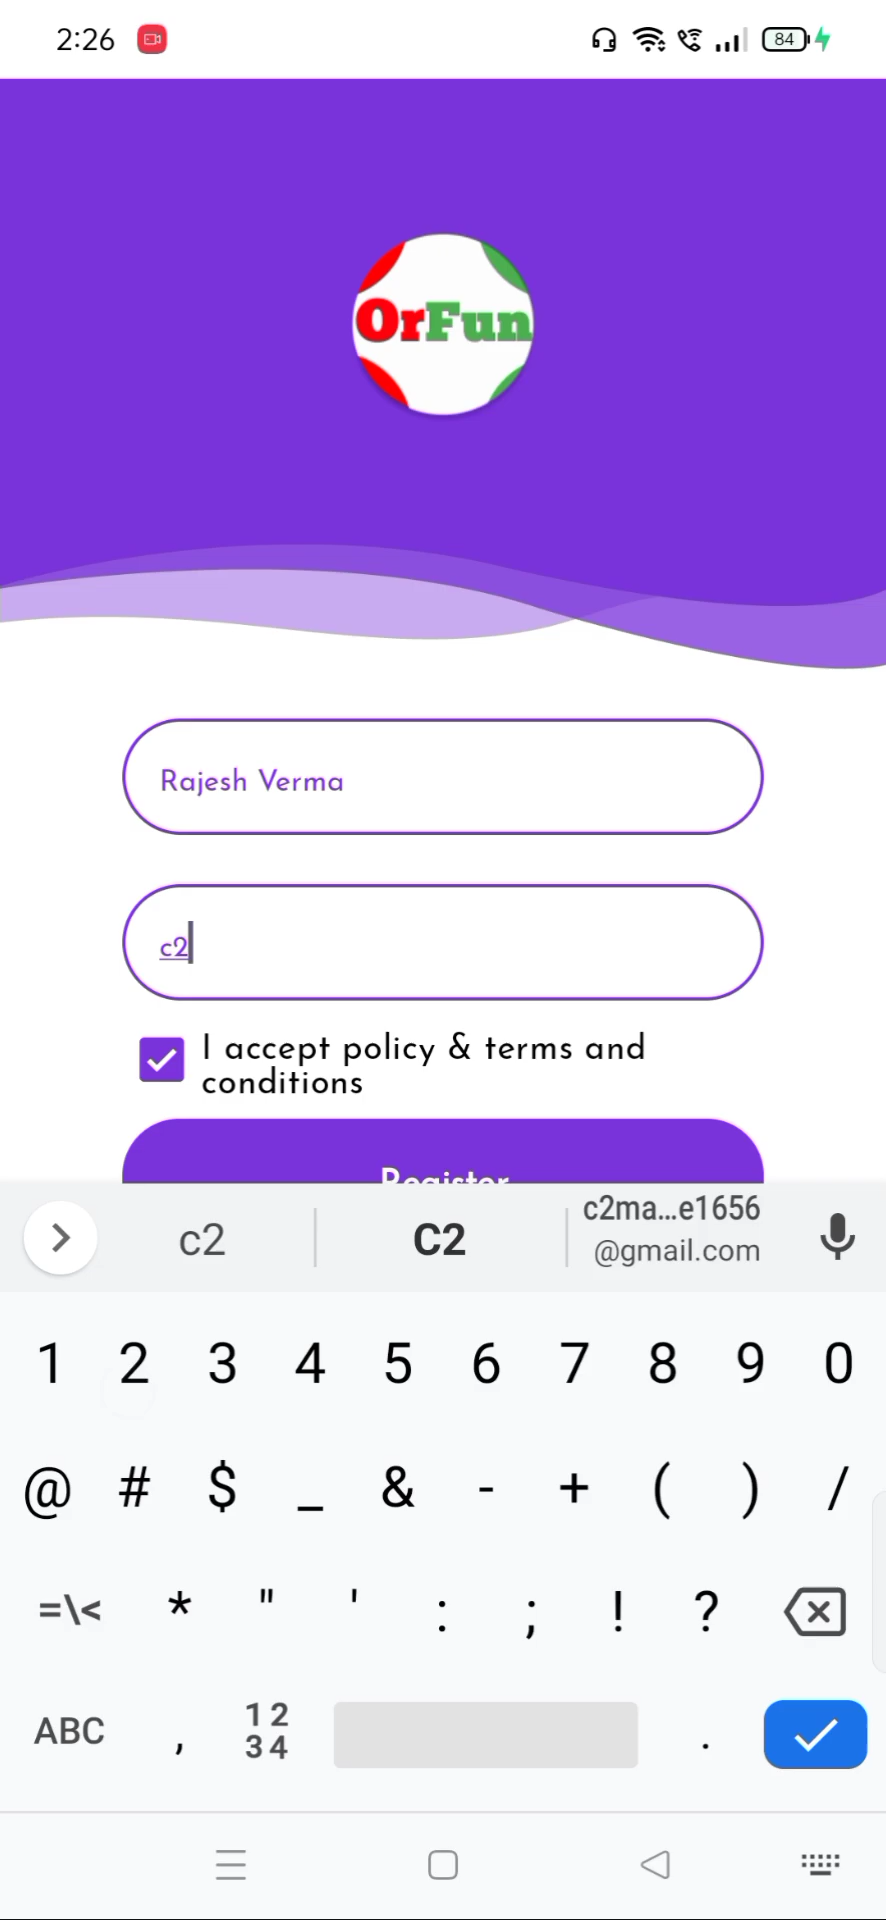 2:26
84
OrFun
Rajesh Verma
c2
I accept policy & terms and
conditions
Register
c2
C2
c2ma...e1656
@gmail.com
1 2 3 4 5 6 7 8 9 0
@ # $ _ & - + ( ) /
=\< * " ' : ; ! ?
ABC , 12 .
34